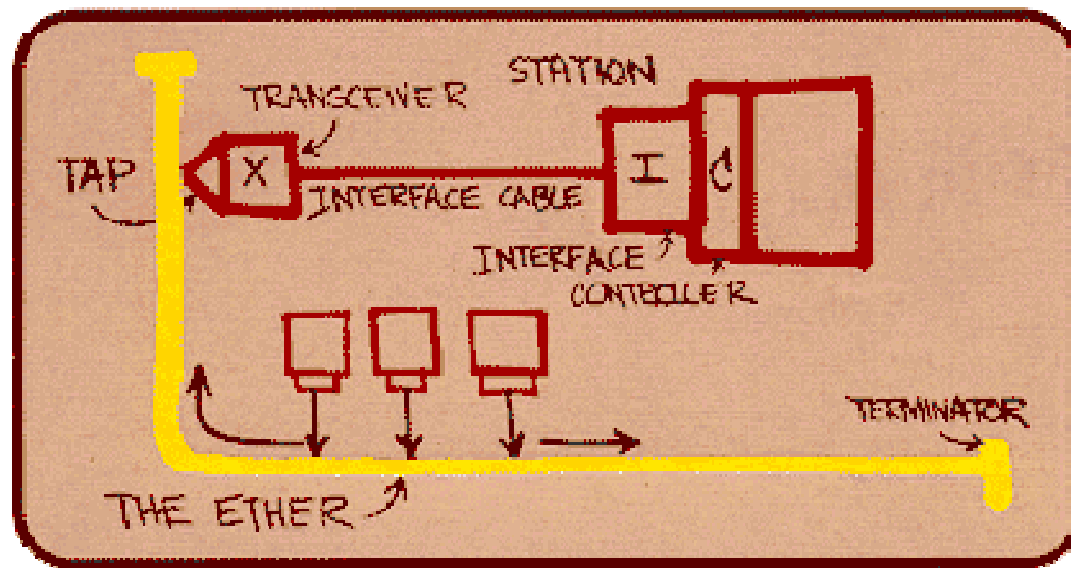 STATION
TRANSCEIVER
TAP
X
I
C
INTERFACE CABLE
INTERFACE
CONTROLLER
TERMINATOR
THE ETHER